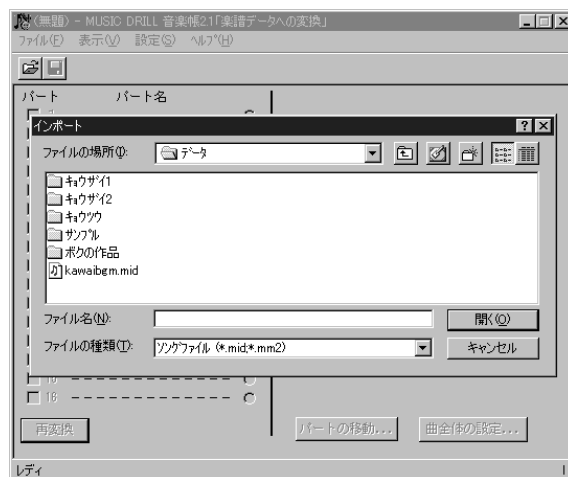 (無題) - MUSIC DRILL 音楽帳2.1「楽譜データへの変換」
ファイル(F) 表示(V) 設定(S) ヘルプ(H)
パート パート名
インポート
ファイルの場所(I): データ
キョウザイ1
キョウザイ2
キョウツウ
サンプル
ボクの作品
kawaibgm.mid
ファイル名(N): 開く(O)
ファイルの種類(T): ソングファイル (*.mid;*.mm2) キャンセル
16
再変換 パートの移動... 曲全体の設定...
レディ